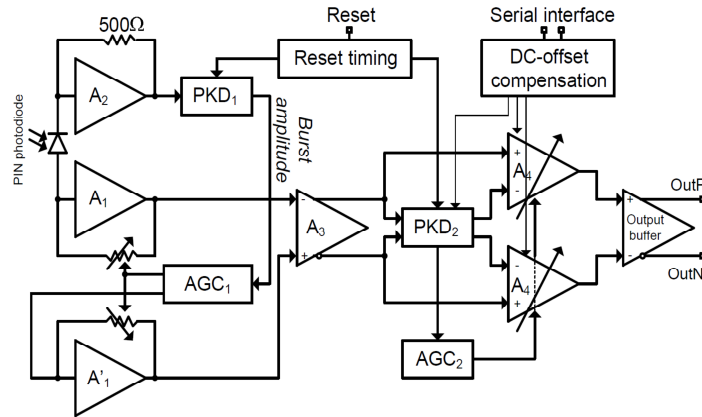 Reset
Serial interface
500Ω
Reset timing
DC-offset
compensation
A2
PKD1
PIN photodiode
Burst
amplitude
+
A4
-
OutP
A1
-
A3
+
PKD2
+
Output
buffer
-
-
A4
+
OutN
AGC1
A'1
AGC2